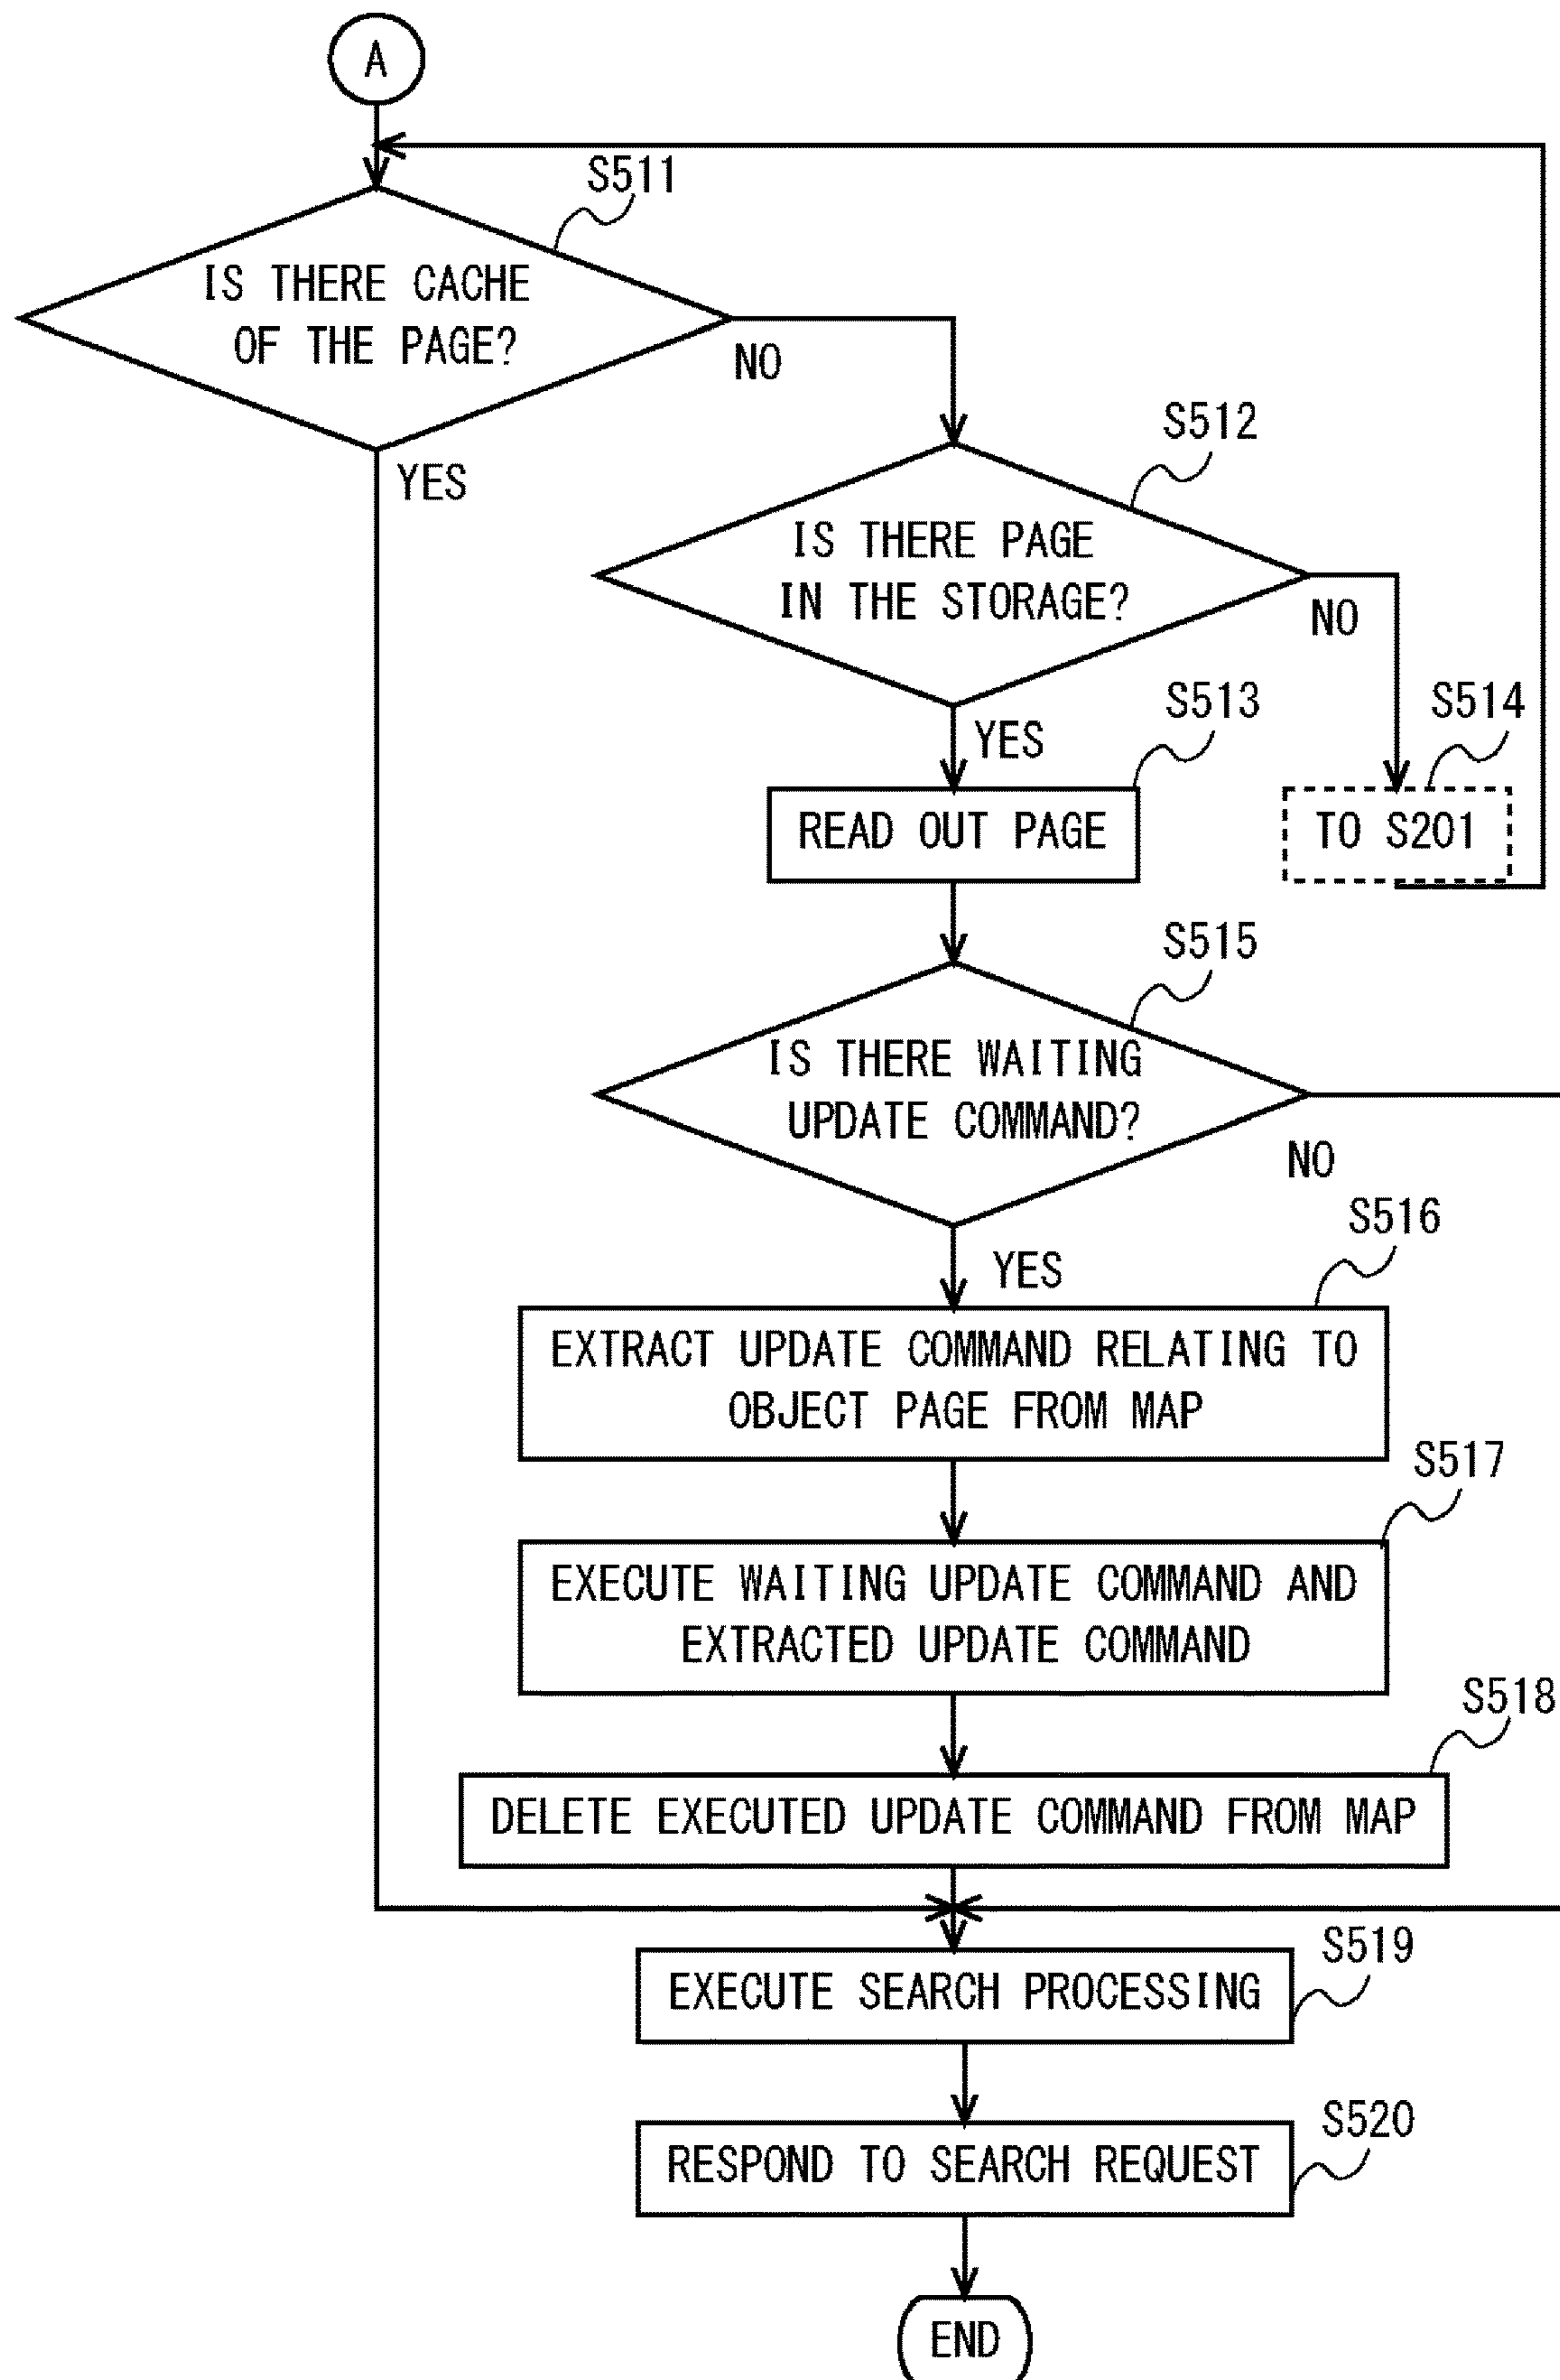 A
S511
IS THERE CACHE
OF THE PAGE?
NO
YES
S512
IS THERE PAGE
IN THE STORAGE?
NO
YES
S513
S514
READ OUT PAGE
TO S201
S515
IS THERE WAITING
UPDATE COMMAND?
NO
YES
S516
EXTRACT UPDATE COMMAND RELATING TO
OBJECT PAGE FROM MAP
S517
EXECUTE WAITING UPDATE COMMAND AND
EXTRACTED UPDATE COMMAND
S518
DELETE EXECUTED UPDATE COMMAND FROM MAP
S519
EXECUTE SEARCH PROCESSING
S520
RESPOND TO SEARCH REQUEST
END